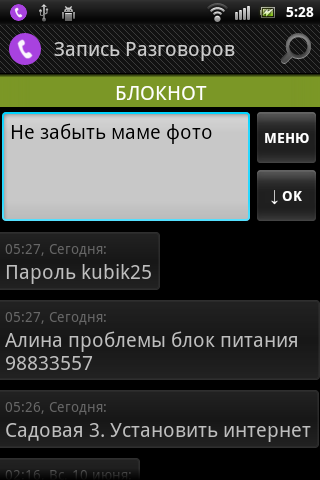 5:28
Запись Разговоров
БЛОКНОТ
Не забыть маме фото
МЕНЮ
↓ OK
05:27, Сегодня:
Пароль kubik25
05:27, Сегодня:
Алина проблемы блок питания
98833557
05:26, Сегодня:
Садовая 3. Установить интернет
02:16, Вс, 10 июня: